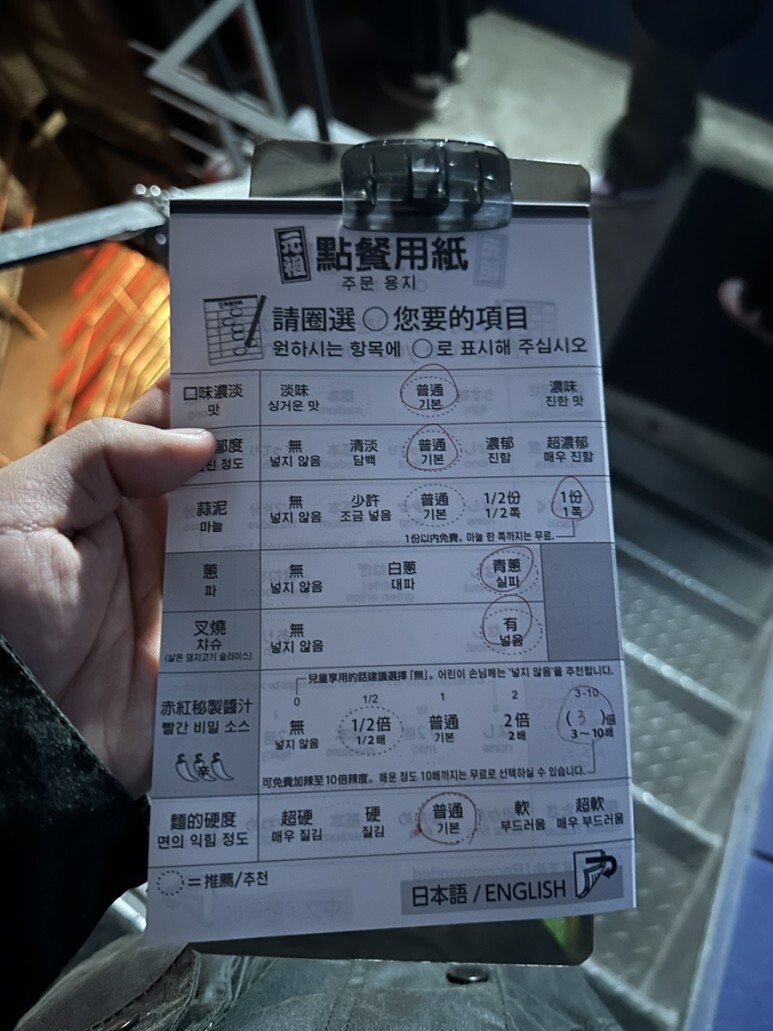 元祖 點餐用紙
주문 용지
請圈選〇您要的項目
원하시는 항목에 〇로 표시해 주십시오
口味濃淡 淡味 普通 濃味
맛 싱거운 맛 기본 진한 맛
郁度 無 清淡 普通 濃郁 超濃郁
진 정도 넣지 않음 담백 기본 진함 매우 진함
蒜泥 無 少許 普通 1/2份 1份
마늘 넣지 않음 조금 넣음 기본 1/2쪽 1쪽
1份以內免費。마늘 한 쪽까지는 무료.
蔥 無 白蔥 青蔥
파 넣지 않음 대파 실파
叉燒 無 有
챠슈 넣지 않음 넣음
(삶은 돼지고기 슬라이스)
兒童享用的話建議選擇「無」。어린이 손님께는 '넣지 않음'을 추천합니다.
0 1/2 1 2 3-10
赤紅秘製醬汁 無 1/2倍 普通 2倍 (3)倍
빨간 비밀 소스 넣지 않음 1/2배 기본 2배 3~10배
辛
可免費加辣至10倍辣度。매운 정도 10배까지는 무료로 선택하실 수 있습니다.
麵的硬度 超硬 硬 普通 軟 超軟
면의 익힘 정도 매우 질김 질김 기본 부드러움 매우 부드러움
=推薦/추천
日本語 / ENGLISH